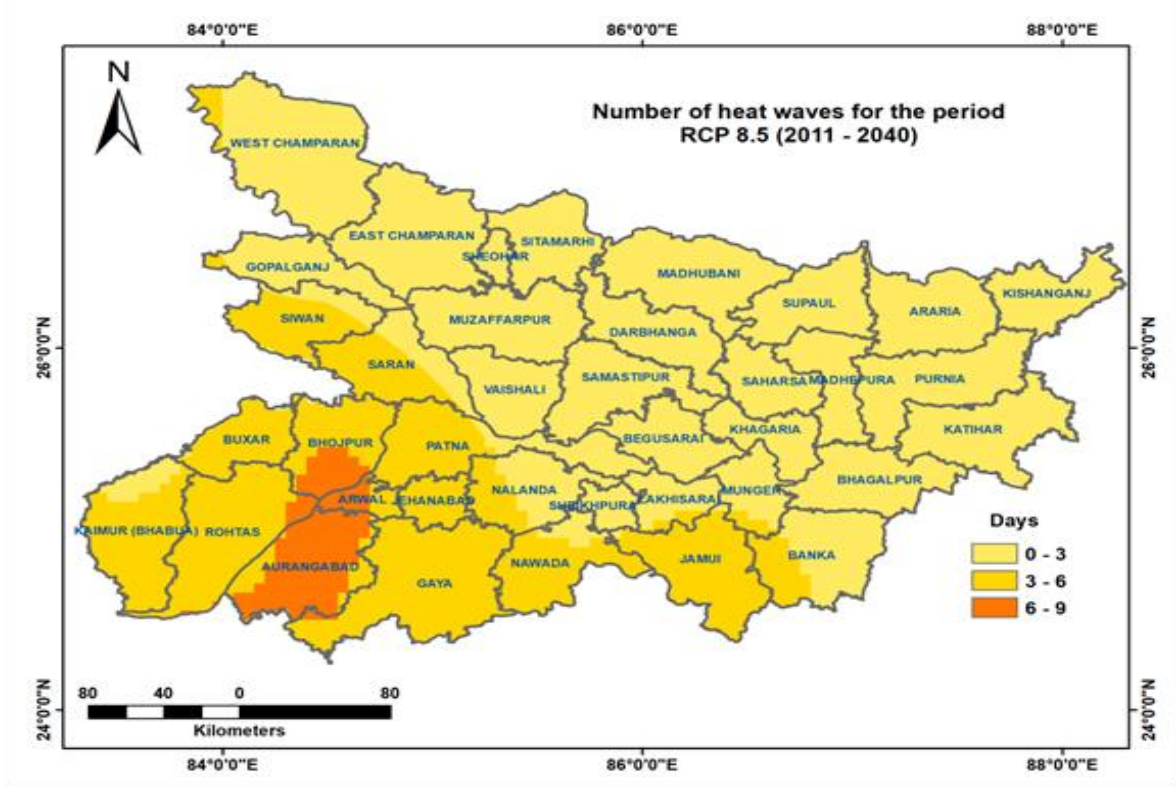 84°0'0"E 86°0'0"E 88°0'0"E
N
Number of heat waves for the period
RCP 8.5 (2011 - 2040)
WEST CHAMPARAN
EAST CHAMPARAN
SITAMARHI
SHEOHAR
GOPALGANJ
MADHUBANI
KISHANGANJ
SUPAUL
ARARIA
SIWAN
MUZAFFARPUR
DARBHANGA
26°0'0"N
26°0'0"N
SARAN
VAISHALI
SAMASTIPUR
SAHARSA
MADHEPURA
PURNIA
BUXAR
BHOJPUR
PATNA
BEGUSARAI
KHAGARIA
KATIHAR
NALANDA
SHEIKHPURA
LAKHISARAI
MUNGER
BHAGALPUR
ARWAL
JEHANABAD
KAIMUR (BHABUA)
ROHTAS
AURANGABAD
GAYA
NAWADA
JAMUI
BANKA
Days
0 - 3
3 - 6
6 - 9
80 40 0 80
Kilometers
24°0'0"N
24°0'0"N
84°0'0"E 86°0'0"E 88°0'0"E